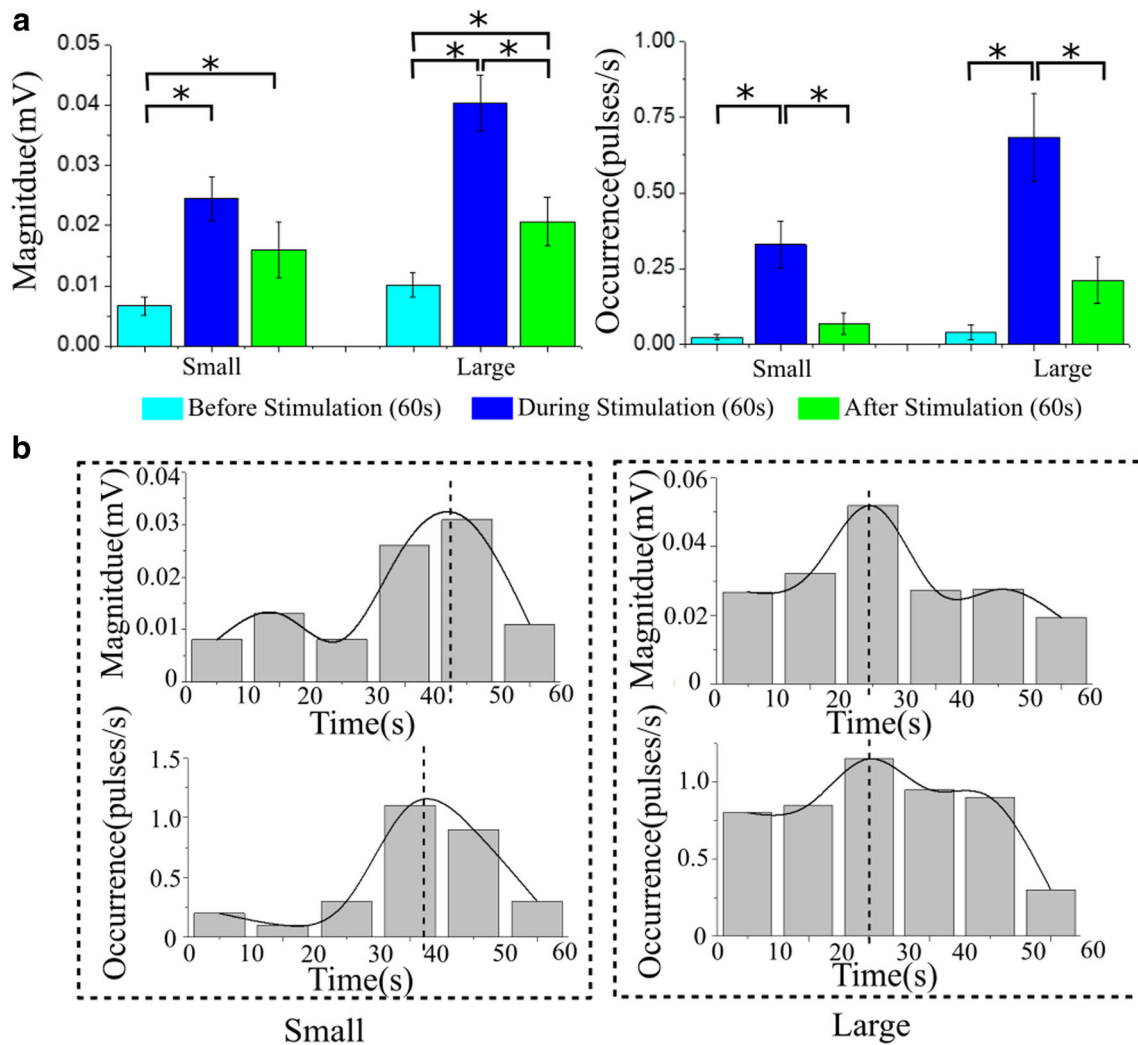 a
Magnitdue(mV)
0.05
0.04
0.03
0.02
0.01
0.00
* * * * *
Small Large
Occurrence(pulses/s)
1.00
0.75
0.50
0.25
0.00
* * * *
Small Large
Before Stimulation (60s) During Stimulation (60s) After Stimulation (60s)
b
Magnitdue(mV)
0.04
0.03
0.02
0.01
0
0 10 20 30 40 50 60
Time(s)
Magnitdue(mV)
0.06
0.04
0.02
0
0 10 20 30 40 50 60
Time(s)
Occurrence(pulses/s)
1.5
1.0
0.5
0
0 10 20 30 40 50 60
Time(s)
Occurrence(pulses/s)
1.0
0.5
0
0 10 20 30 40 50 60
Time(s)
Small
Large